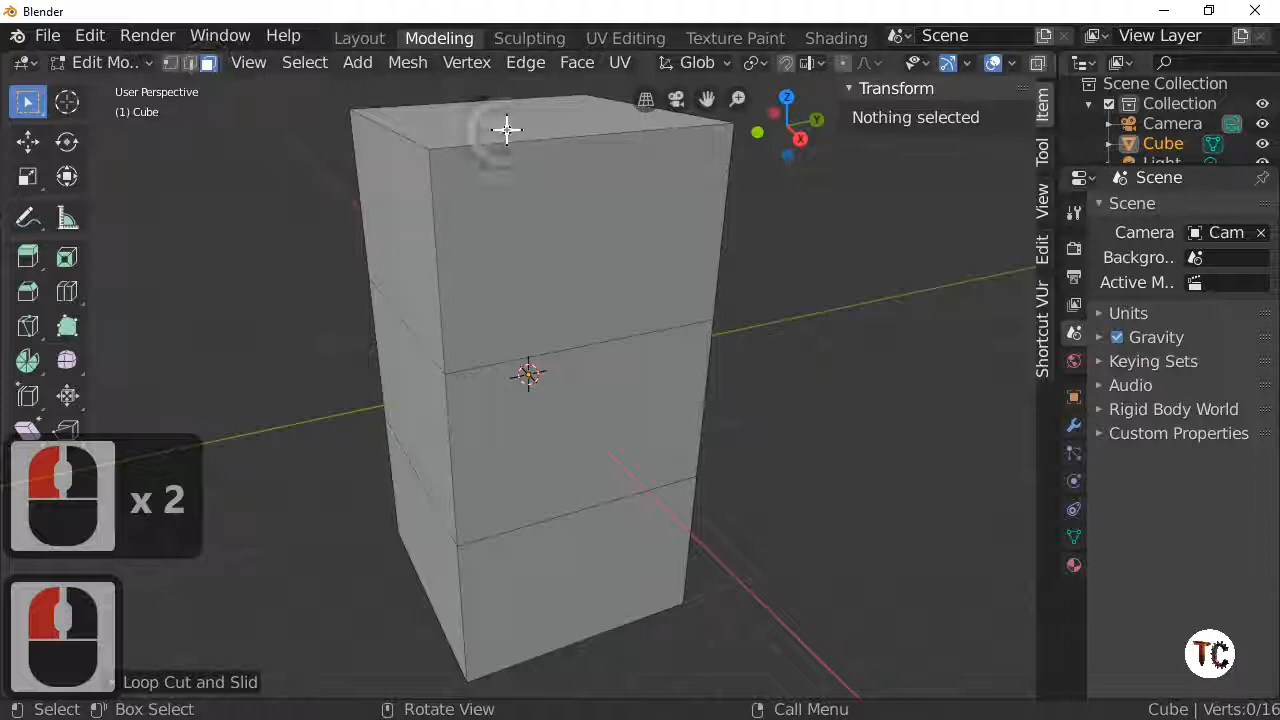 Blender
File Edit Render Window Help Layout Modeling Sculpting UV Editing Texture Paint Shading Scene View Layer
Edit Mo.. View Select Add Mesh Vertex Edge Face UV Glob
User Perspective
(1) Cube
Transform
Nothing selected
Item
Tool
View
Edit
Shortcut VUr
Scene Collection
Collection
Camera
Cube
Light
Scene
Scene
Camera Cam
Backgro..
Active M..
Units
Gravity
Keying Sets
Audio
Rigid Body World
Custom Properties
x 2
Loop Cut and Slid
TC
Select Box Select Rotate View Call Menu Cube | Verts:0/16